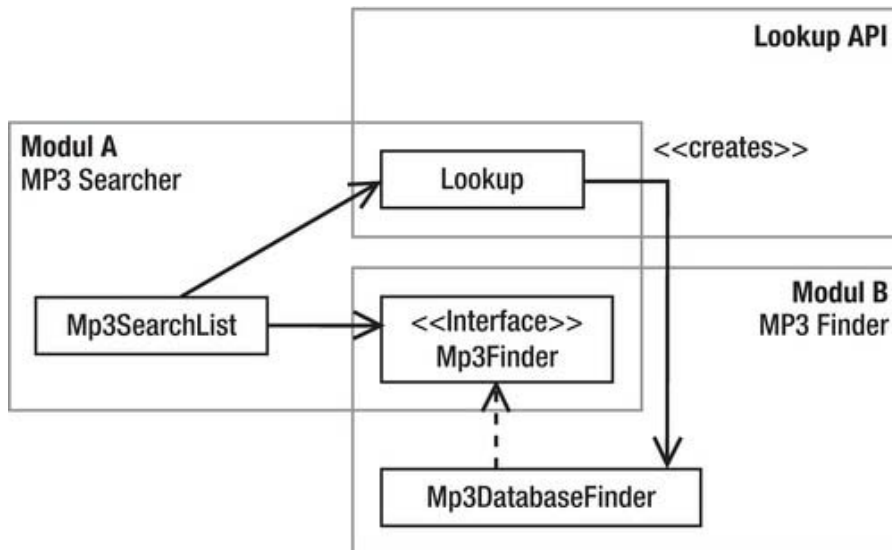 Lookup API
Modul A
MP3 Searcher
<<creates>>
Lookup
Mp3SearchList
<<Interface>>
Mp3Finder
Modul B
MP3 Finder
Mp3DatabaseFinder